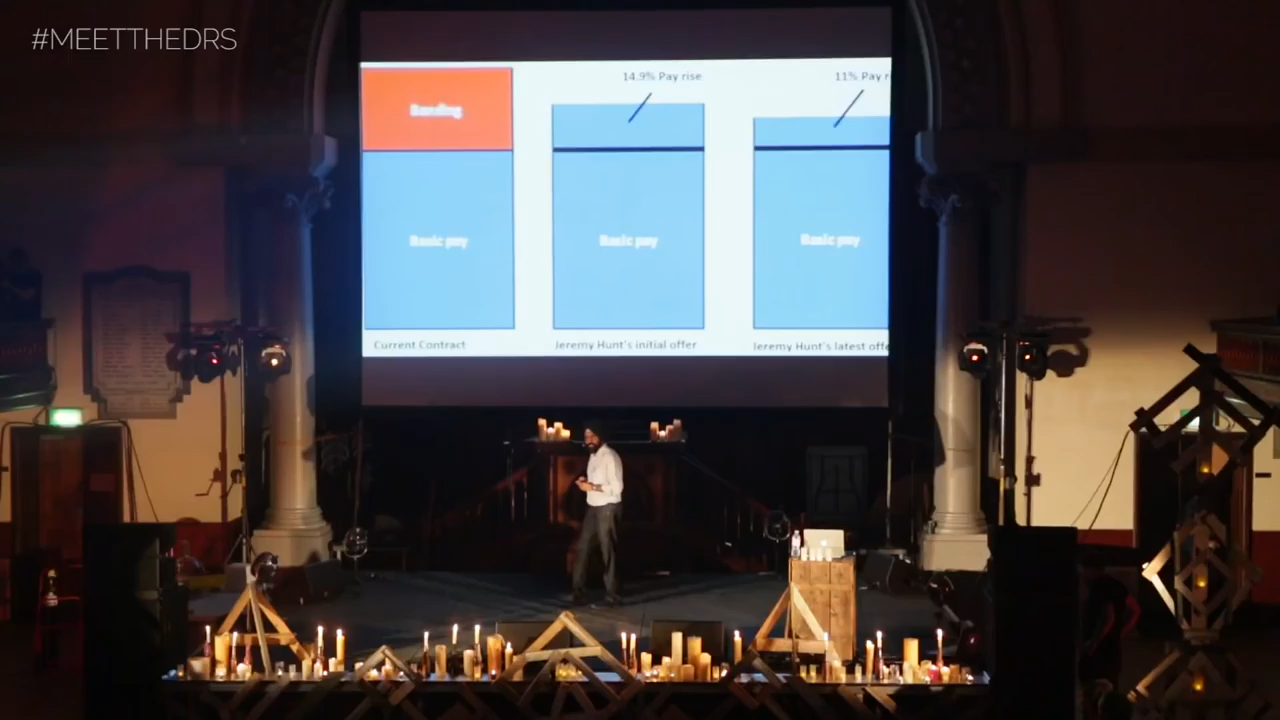 #MEETTHEDRS
14.9% Pay rise
11% Pay r
Banding
Basic pay
Basic pay
Basic pay
Current Contract
Jeremy Hunt's initial offer
Jeremy Hunt's latest offe